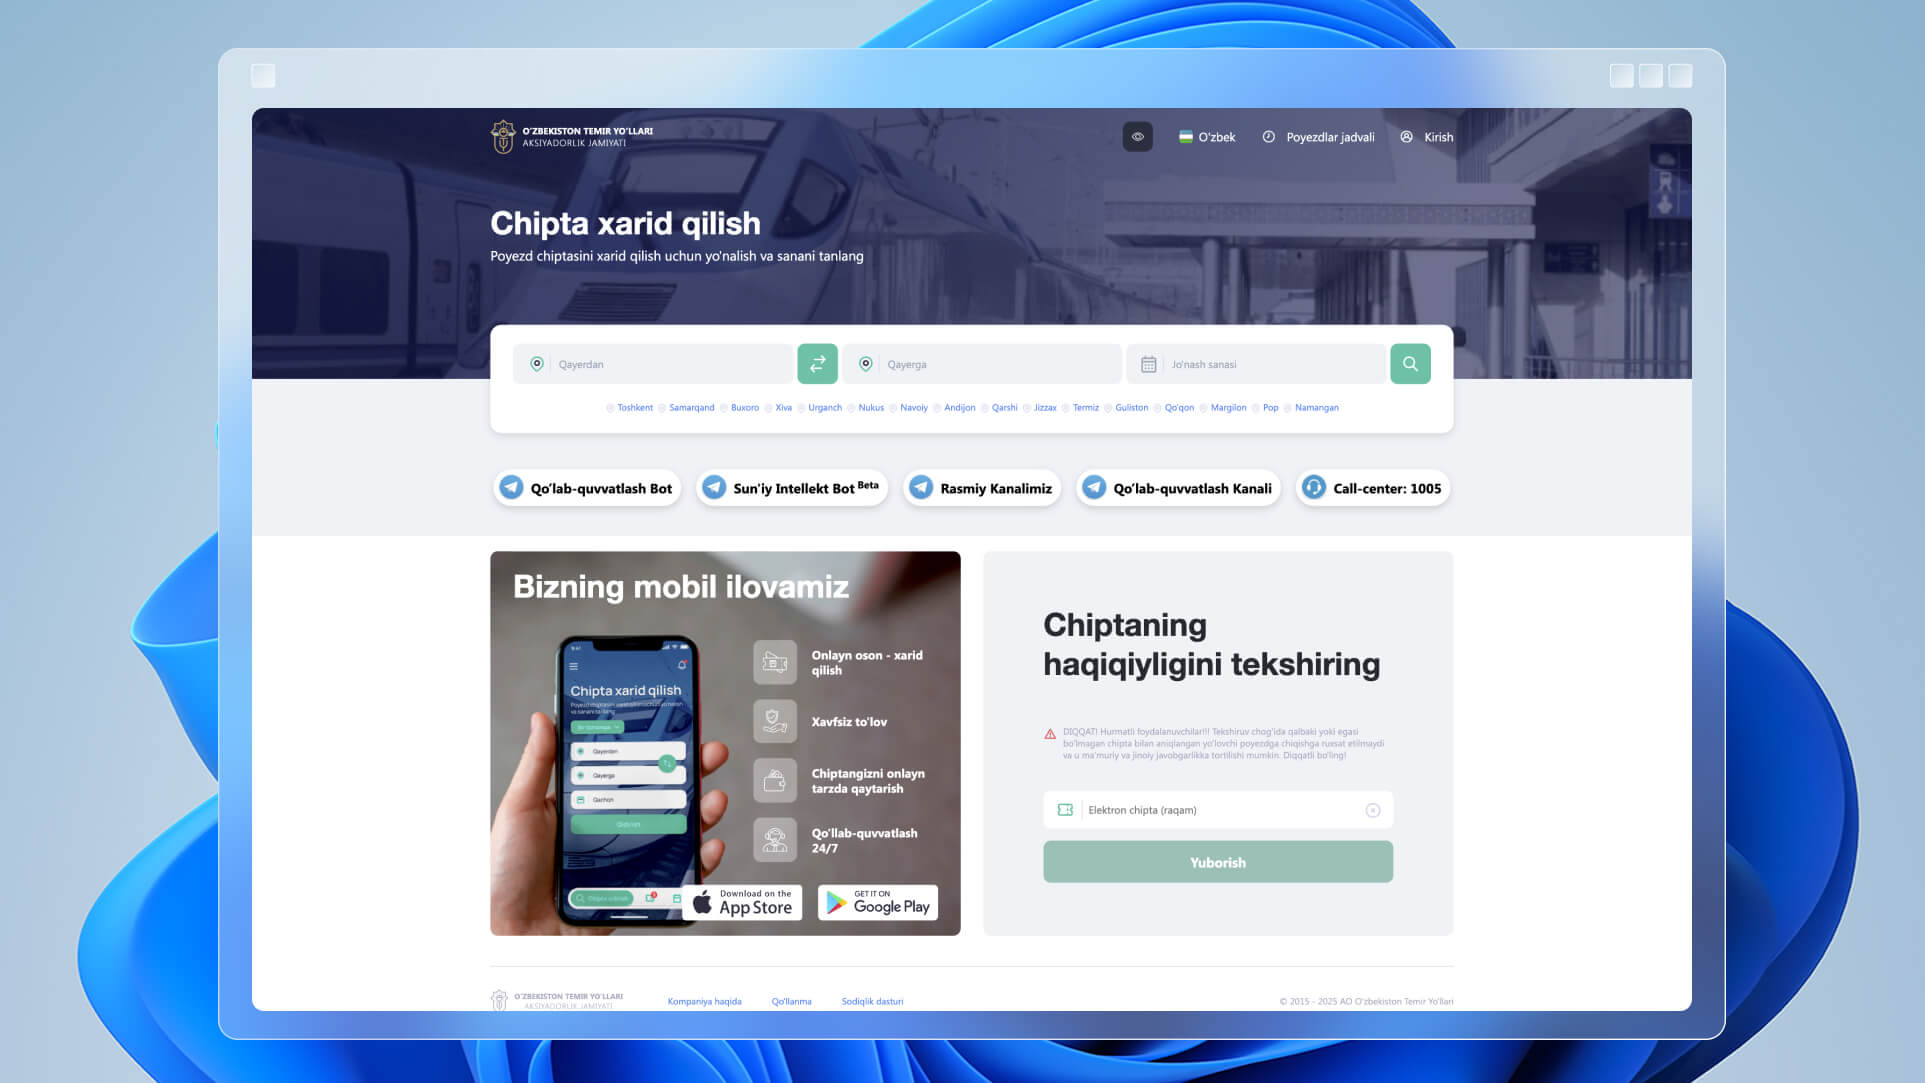 O'ZBEKISTON TEMIR YO'LLARI
AKSIYADORLIK JAMIYATI
O'zbek
Poyezdlar jadvali
Kirish
Chipta xarid qilish
Poyezd chiptasini xarid qilish uchun yo'nalish va sanani tanlang
Qayerdan
Qayerga
Jo'nash sanasi
Toshkent Samarqand Buxoro Xiva Urganch Nukus Navoiy Andijon Qarshi Jizzax Termiz Guliston Qo'qon Margilon Pop Namangan
Qo'lab-quvvatlash Bot
Sun'iy Intellekt Bot Beta
Rasmiy Kanalimiz
Qo'lab-quvvatlash Kanali
Call-center: 1005
Bizning mobil ilovamiz
9:41
Chipta xarid qilish
va sanani tanlang
Qayerdan
Qayerga
Qachon
Onlayn oson - xarid
qilish
Xavfsiz to'lov
Chiptangizni onlayn
tarzda qaytarish
Qo'llab-quvvatlash
24/7
Download on the
App Store
GET IT ON
Google Play
Chiptaning
haqiqiyligini tekshiring
DIQQAT! Hurmatli foydalanuvchilar!!! Tekshiruv chog'ida qalbaki yoki egasi
bo'lmagan chipta bilan aniqlangan yo'lovchi poyezdga chiqishga ruxsat etilmaydi
va u ma'muriy va jinoiy javobgarlikka tortilishi mumkin. Diqqatli bo'ling!
Elektron chipta (raqam)
Yuborish
O'ZBEKISTON TEMIR YO'LLARI
AKSIYADORLIK JAMIYATI
Kompaniya haqida
Qo'llanma
Sodiqlik dasturi
© 2015 - 2025 AO O'zbekiston Temir Yo'llari